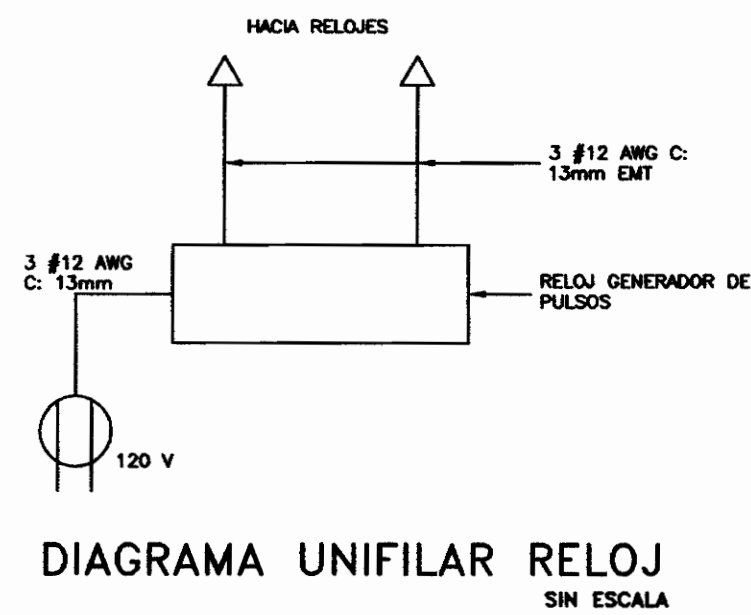 HACIA RELOJES
3 #12 AWG C:
13mm EMT
3 #12 AWG
C: 13mm
RELOJ GENERADOR DE
PULSOS
120 V
DIAGRAMA UNIFILAR RELOJ
SIN ESCALA